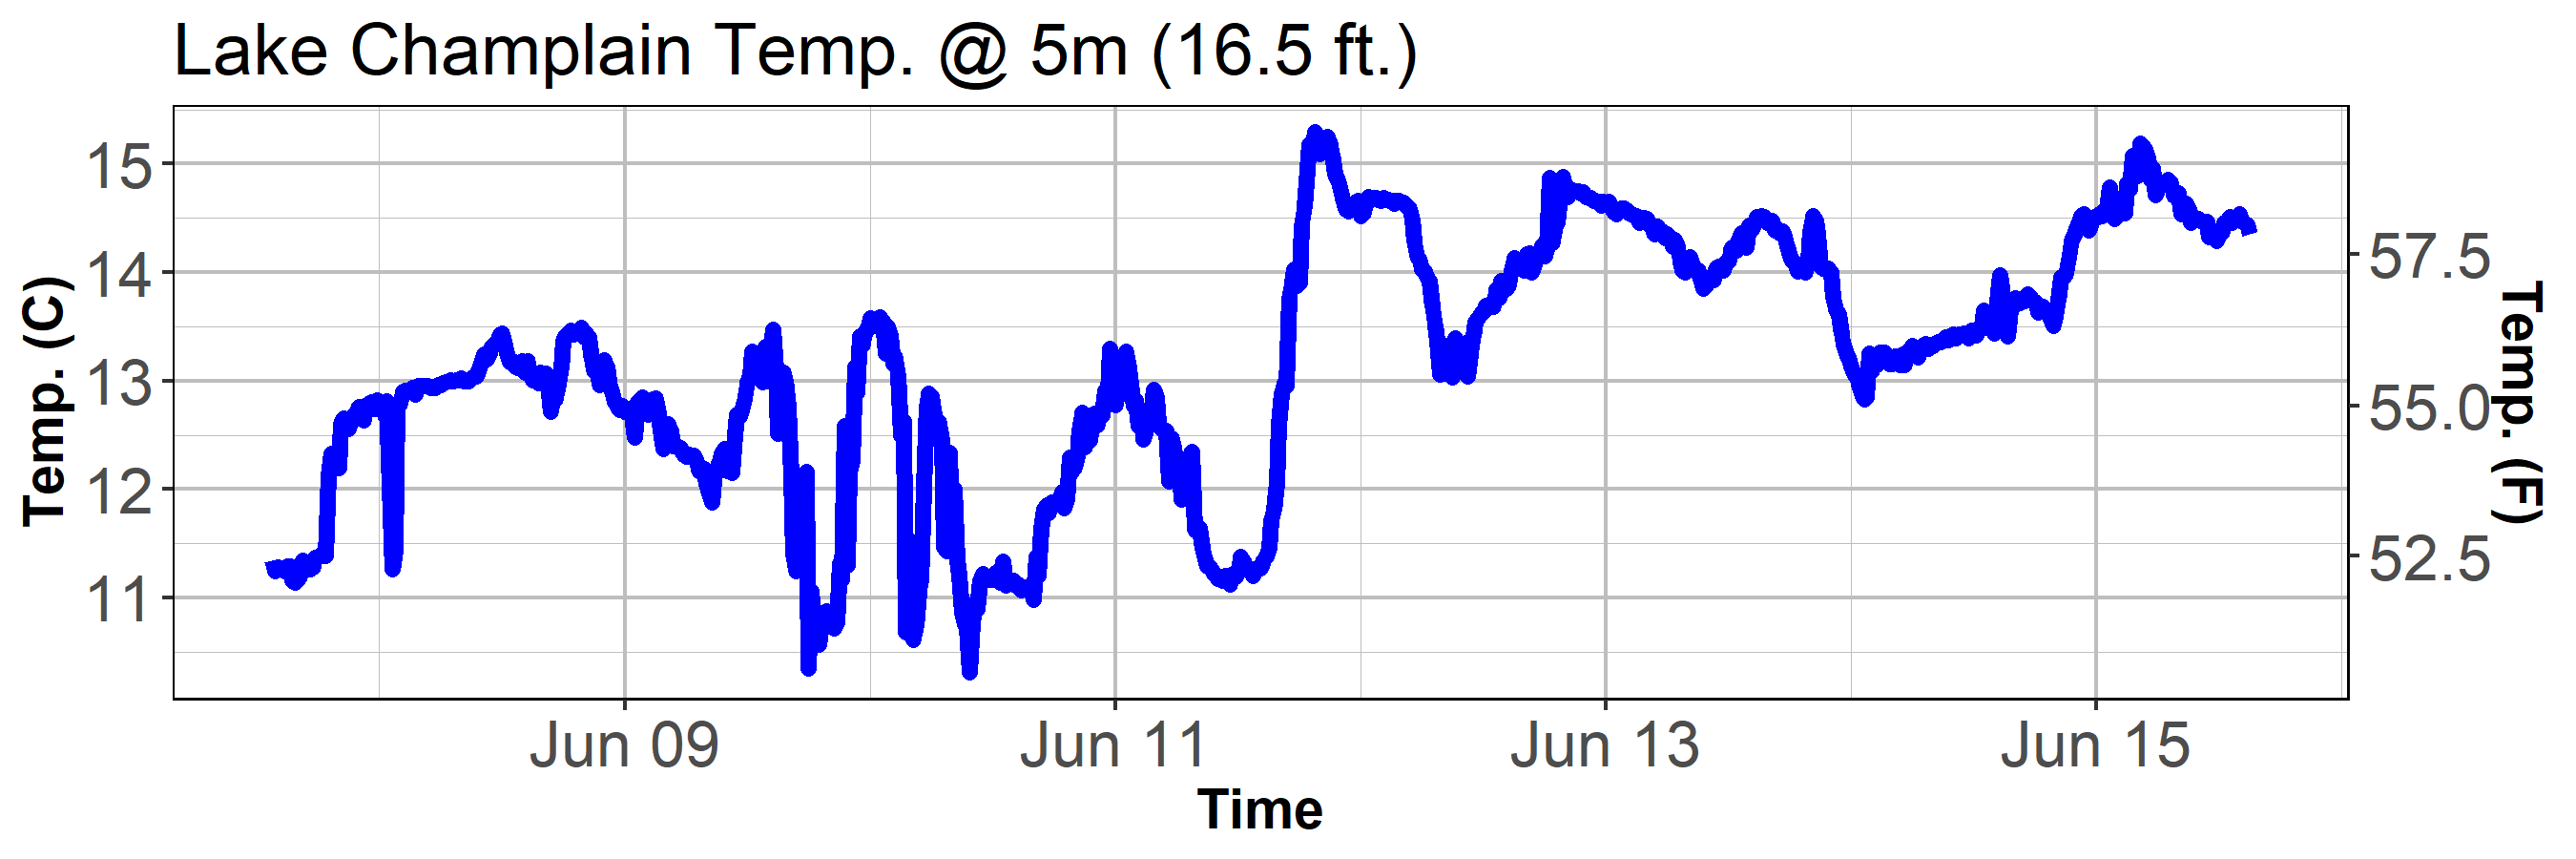 Lake Champlain Temp. @ 5m (16.5 ft.)
Temp. (C)
15
14
13
12
11
57.5
55.0
52.5
Temp. (F)
Jun 09 Jun 11 Jun 13 Jun 15
Time